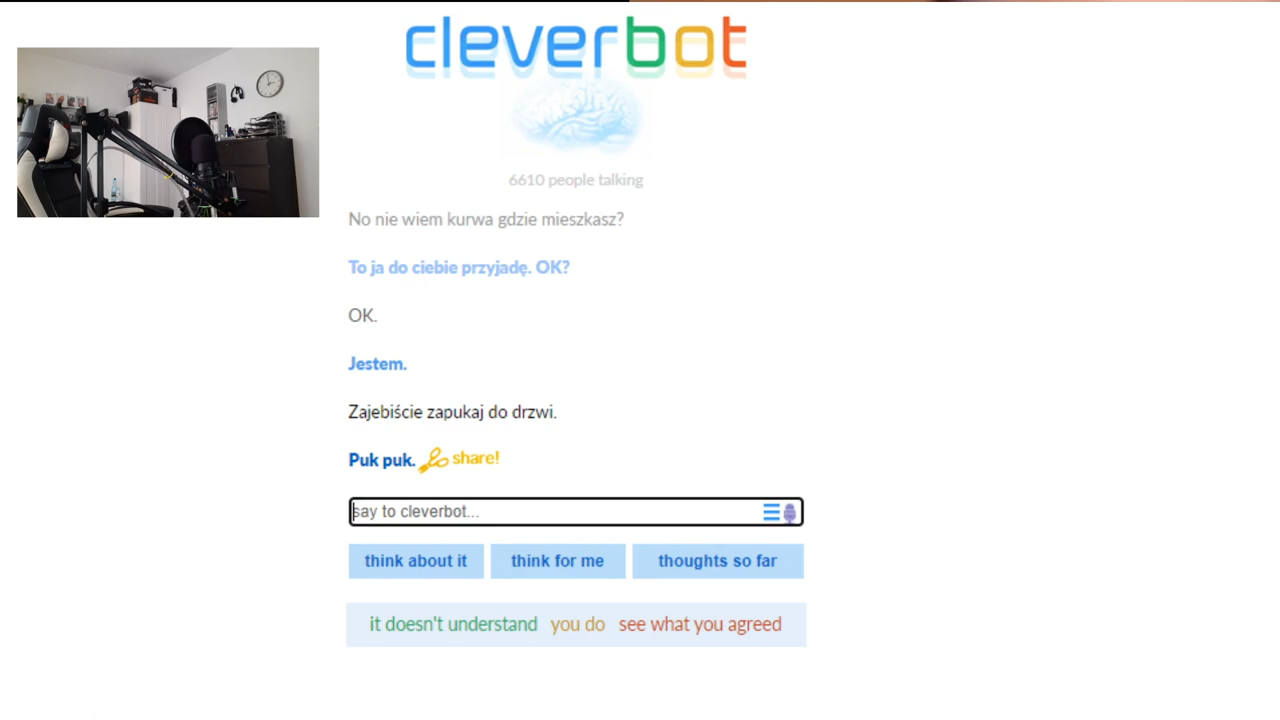 cleverbot
6610 people talking
No nie wiem kurwa gdzie mieszkasz?
To ja do ciebie przyjadę. OK?
OK.
Jestem.
Zajebiście zapukaj do drzwi.
Puk puk. share!
say to cleverbot...
think about it think for me thoughts so far
it doesn't understand you do see what you agreed